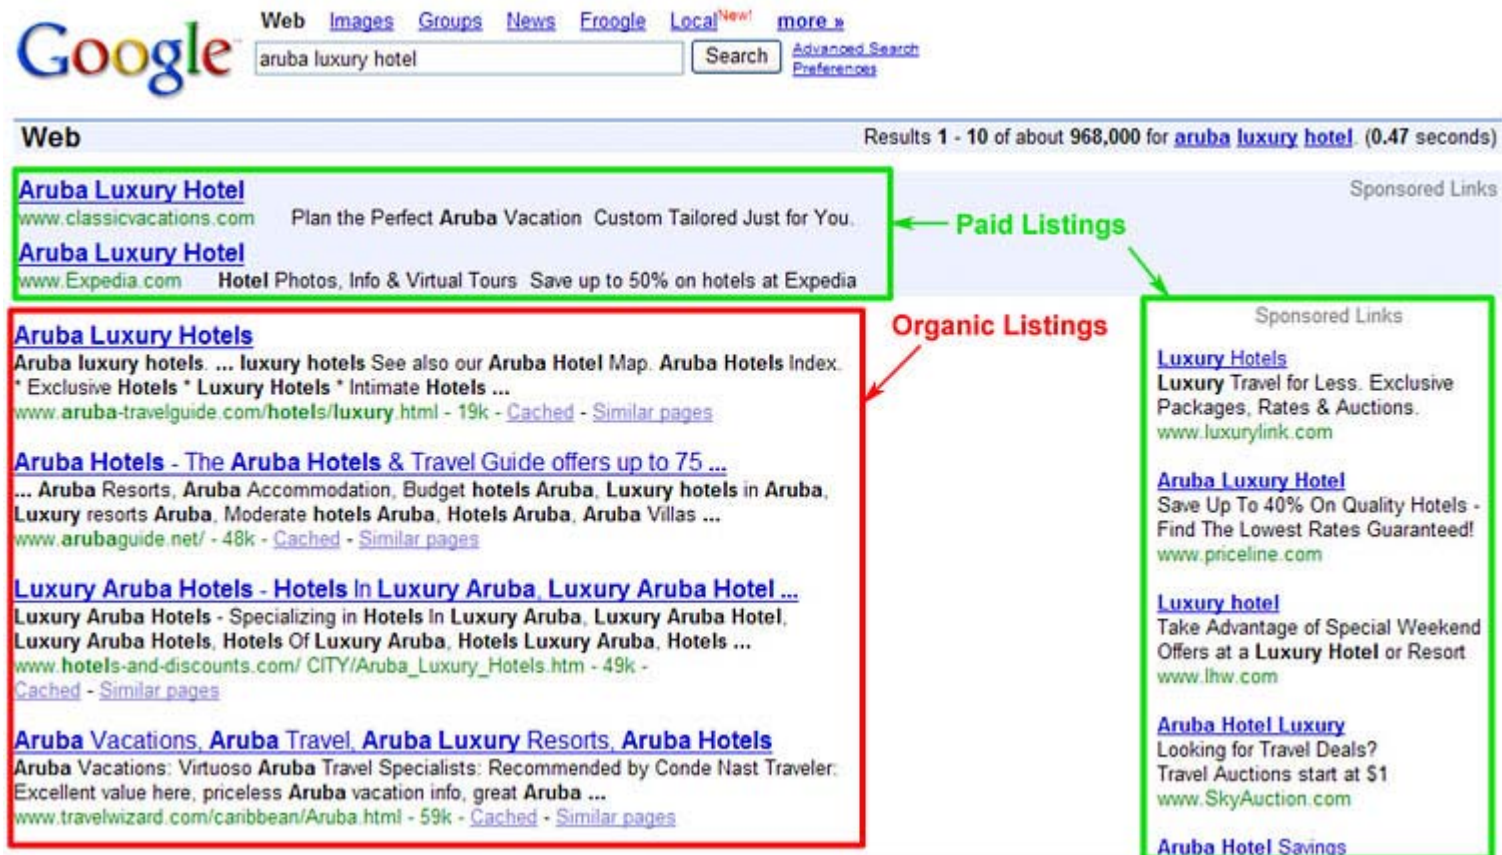 Google™
Web Images Groups News Froogle Local New! more »
aruba luxury hotel
Search
Advanced Search
Preferences
Web
Results 1 - 10 of about 968,000 for aruba luxury hotel. (0.47 seconds)
Aruba Luxury Hotel
www.classicvacations.com Plan the Perfect Aruba Vacation Custom Tailored Just for You.
Aruba Luxury Hotel
www.Expedia.com Hotel Photos, Info & Virtual Tours Save up to 50% on hotels at Expedia
Sponsored Links
Paid Listings
Organic Listings
Aruba Luxury Hotels
Aruba luxury hotels. ... luxury hotels See also our Aruba Hotel Map. Aruba Hotels Index.
* Exclusive Hotels * Luxury Hotels * Intimate Hotels ...
www.aruba-travelguide.com/hotels/luxury.html - 19k - Cached - Similar pages
Aruba Hotels - The Aruba Hotels & Travel Guide offers up to 75 ...
... Aruba Resorts, Aruba Accommodation, Budget hotels Aruba, Luxury hotels in Aruba,
Luxury resorts Aruba, Moderate hotels Aruba, Hotels Aruba, Aruba Villas ...
www.arubaguide.net/ - 48k - Cached - Similar pages
Luxury Aruba Hotels - Hotels In Luxury Aruba, Luxury Aruba Hotel ...
Luxury Aruba Hotels - Specializing in Hotels In Luxury Aruba, Luxury Aruba Hotel,
Luxury Aruba Hotels, Hotels Of Luxury Aruba, Hotels Luxury Aruba, Hotels ...
www.hotels-and-discounts.com/ CITY/Aruba_Luxury_Hotels.htm - 49k -
Cached - Similar pages
Aruba Vacations, Aruba Travel, Aruba Luxury Resorts, Aruba Hotels
Aruba Vacations: Virtuoso Aruba Travel Specialists: Recommended by Conde Nast Traveler:
Excellent value here, priceless Aruba vacation info, great Aruba ...
www.travelwizard.com/caribbean/Aruba.html - 59k - Cached - Similar pages
Sponsored Links
Luxury Hotels
Luxury Travel for Less. Exclusive
Packages, Rates & Auctions.
www.luxurylink.com
Aruba Luxury Hotel
Save Up To 40% On Quality Hotels -
Find The Lowest Rates Guaranteed!
www.priceline.com
Luxury hotel
Take Advantage of Special Weekend
Offers at a Luxury Hotel or Resort
www.lhw.com
Aruba Hotel Luxury
Looking for Travel Deals?
Travel Auctions start at $1
www.SkyAuction.com
Aruba Hotel Savings